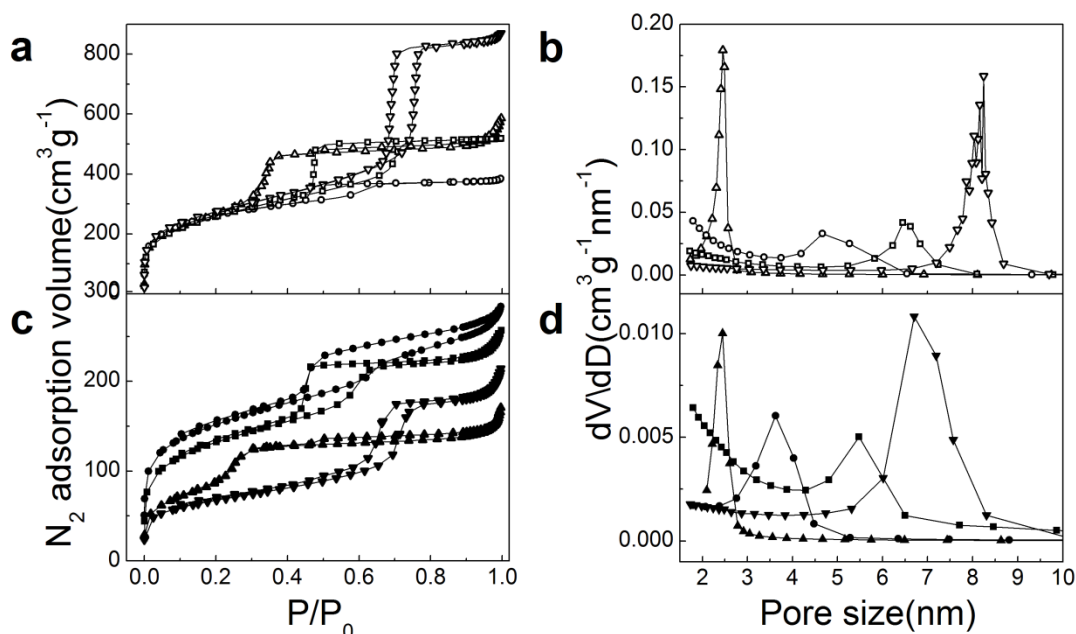 a
800
600
400
200
0
300
c
200
100
0
N2 adsorption volume(cm3g-1)
0.0 0.2 0.4 0.6 0.8 1.0
P/P0
b
0.20
0.15
0.10
0.05
0.00
d
0.010
0.005
0.000
dV\dD(cm3g-1nm-1)
2 3 4 5 6 7 8 9 10
Pore size(nm)